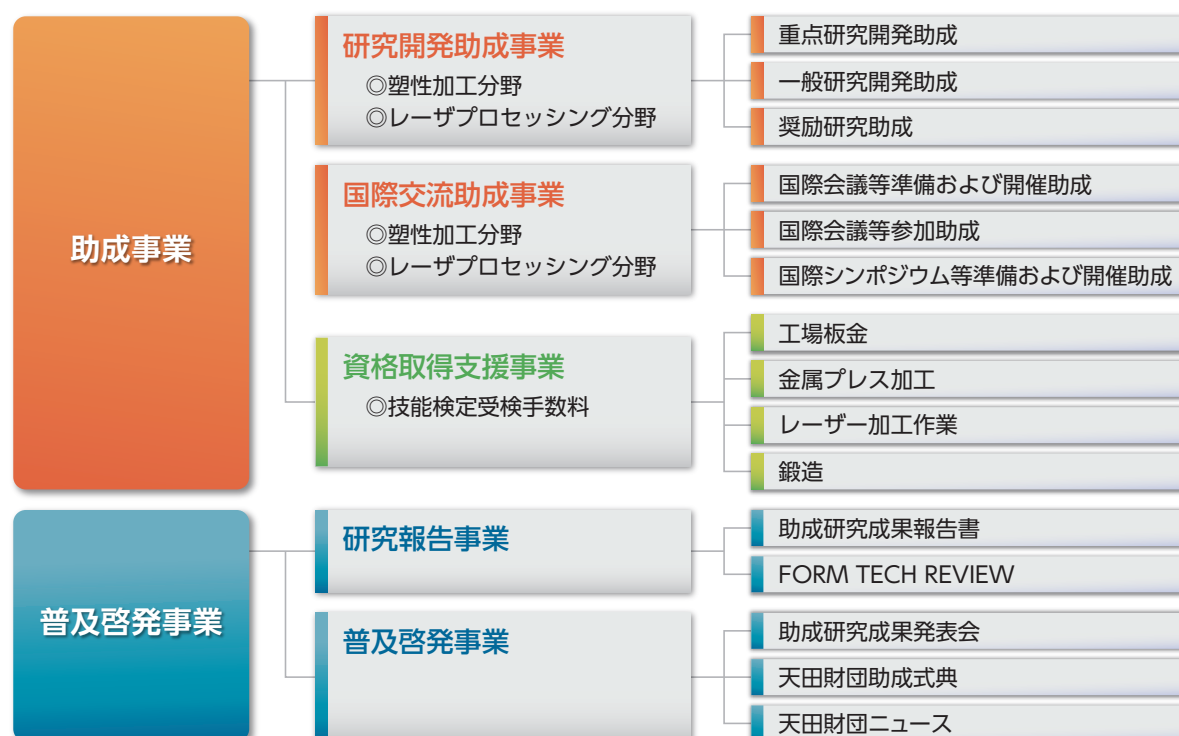 助成事業
研究開発助成事業
◎塑性加工分野
◎レーザプロセッシング分野
重点研究開発助成
一般研究開発助成
奨励研究助成
国際交流助成事業
◎塑性加工分野
◎レーザプロセッシング分野
国際会議等準備および開催助成
国際会議等参加助成
国際シンポジウム等準備および開催助成
資格取得支援事業
◎技能検定受検手数料
工場板金
金属プレス加工
レーザー加工作業
鍛造
普及啓発事業
研究報告事業
助成研究成果報告書
FORM TECH REVIEW
普及啓発事業
助成研究成果発表会
天田財団助成式典
天田財団ニュース